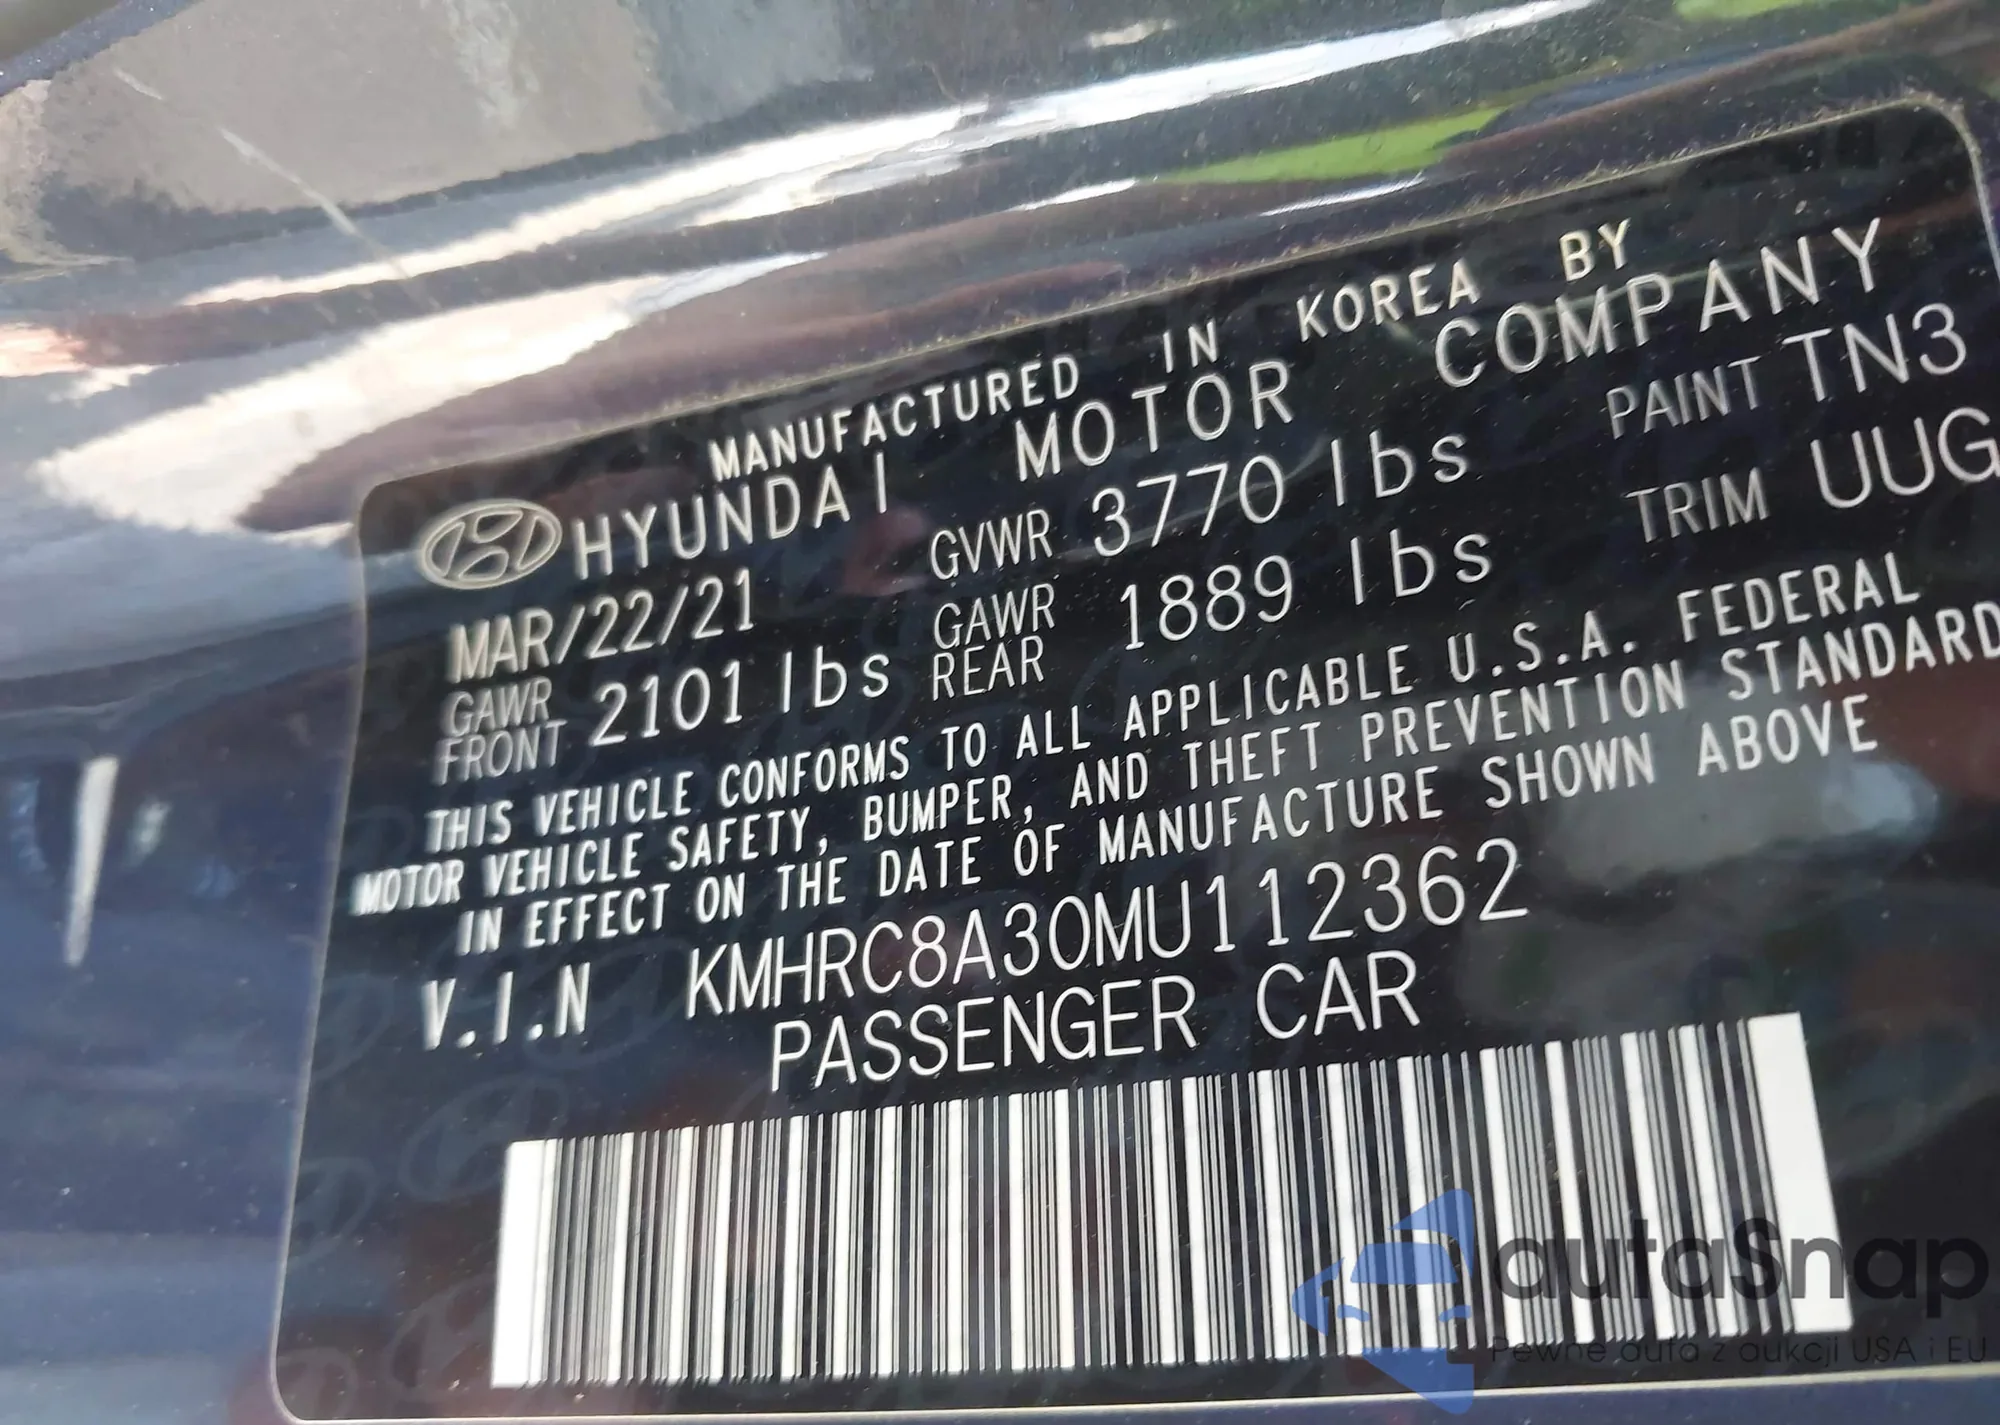 MANUFACTURED IN KOREA BY
HYUNDAI MOTOR COMPANY
MAR/22/21 GVWR 3770 lbs PAINT TN3
GAWR FRONT 2101 lbs GAWR REAR 1889 lbs TRIM UUG
THIS VEHICLE CONFORMS TO ALL APPLICABLE U.S.A. FEDERAL
MOTOR VEHICLE SAFETY, BUMPER, AND THEFT PREVENTION STANDARD
IN EFFECT ON THE DATE OF MANUFACTURE SHOWN ABOVE
V.I.N KMHRC8A30MU112362
PASSENGER CAR
autaSnap
Pewne auta z aukcji USA i EU